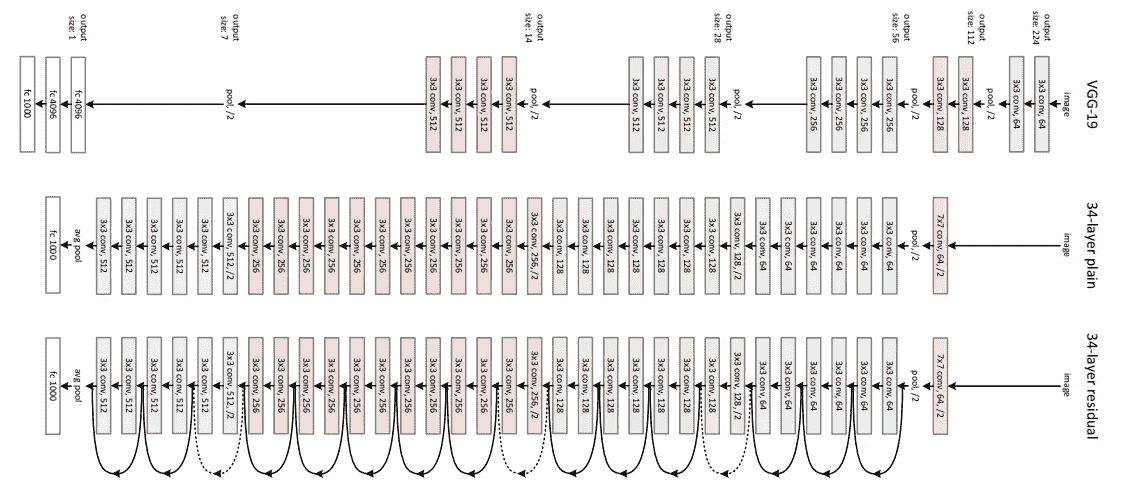 output
size: 224
output
size: 112
output
size: 56
output
size: 28
output
size: 14
output
size: 7
output
size: 1
VGG-19
image
3x3 conv, 64
3x3 conv, 64
pool, /2
3x3 conv, 128
3x3 conv, 128
pool, /2
3x3 conv, 256
3x3 conv, 256
3x3 conv, 256
3x3 conv, 256
pool, /2
3x3 conv, 512
3x3 conv, 512
3x3 conv, 512
3x3 conv, 512
pool, /2
3x3 conv, 512
3x3 conv, 512
3x3 conv, 512
3x3 conv, 512
pool, /2
fc 4096
fc 4096
fc 1000
34-layer plain
image
7x7 conv, 64, /2
pool, /2
3x3 conv, 64
3x3 conv, 64
3x3 conv, 64
3x3 conv, 64
3x3 conv, 64
3x3 conv, 64
3x3 conv, 128, /2
3x3 conv, 128
3x3 conv, 128
3x3 conv, 128
3x3 conv, 128
3x3 conv, 128
3x3 conv, 128
3x3 conv, 128
3x3 conv, 256, /2
3x3 conv, 256
3x3 conv, 256
3x3 conv, 256
3x3 conv, 256
3x3 conv, 256
3x3 conv, 256
3x3 conv, 256
3x3 conv, 256
3x3 conv, 256
3x3 conv, 256
3x3 conv, 256
3x3 conv, 512, /2
3x3 conv, 512
3x3 conv, 512
3x3 conv, 512
3x3 conv, 512
3x3 conv, 512
avg pool
fc 1000
34-layer residual
image
7x7 conv, 64, /2
pool, /2
3x3 conv, 64
3x3 conv, 64
3x3 conv, 64
3x3 conv, 64
3x3 conv, 64
3x3 conv, 64
3x3 conv, 128, /2
3x3 conv, 128
3x3 conv, 128
3x3 conv, 128
3x3 conv, 128
3x3 conv, 128
3x3 conv, 128
3x3 conv, 128
3x3 conv, 256, /2
3x3 conv, 256
3x3 conv, 256
3x3 conv, 256
3x3 conv, 256
3x3 conv, 256
3x3 conv, 256
3x3 conv, 256
3x3 conv, 256
3x3 conv, 256
3x3 conv, 256
3x3 conv, 256
3x3 conv, 512, /2
3x3 conv, 512
3x3 conv, 512
3x3 conv, 512
3x3 conv, 512
3x3 conv, 512
avg pool
fc 1000